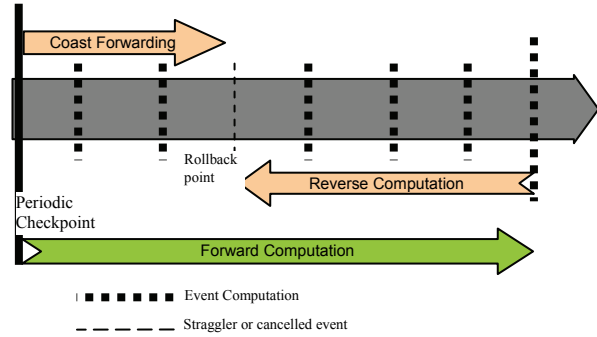 Coast Forwarding
Rollback
point
Reverse Computation
Periodic
Checkpoint
Forward Computation
Event Computation
Straggler or cancelled event